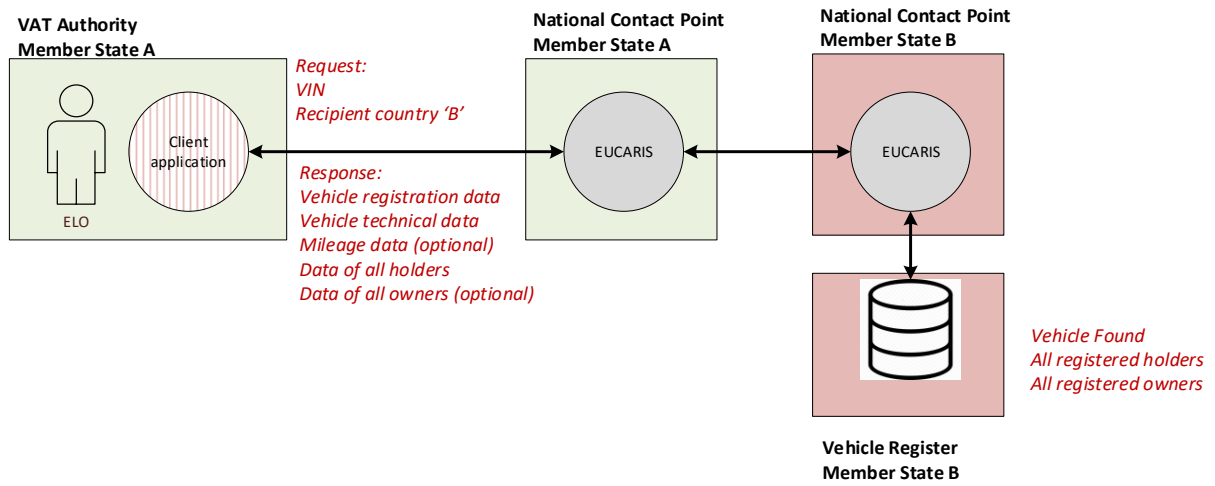 VAT Authority
Member State A
National Contact Point
Member State A
National Contact Point
Member State B
Request:
VIN
Recipient country ‘B’
Client
application
ELO
EUCARIS
EUCARIS
Response:
Vehicle registration data
Vehicle technical data
Mileage data (optional)
Data of all holders
Data of all owners (optional)
Vehicle Found
All registered holders
All registered owners
Vehicle Register
Member State B